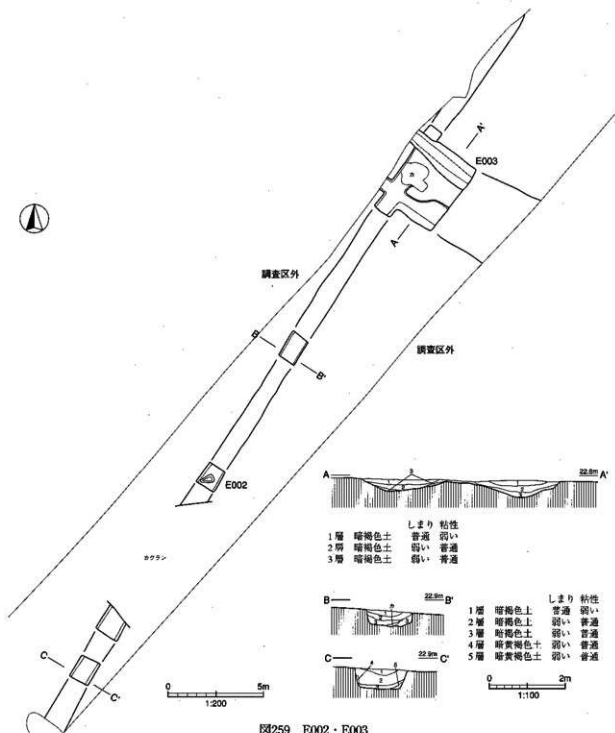 A'
E003
カ
A
調査区外
B
B'
調査区外
E002
A
3
22.8m
A'
しまり 粘性
1層 暗褐色土 普通 弱い
2層 暗褐色土 弱い 普通
3層 暗褐色土 弱い 普通
カクラン
B
22.9m
B'
しまり 粘性
1層 暗褐色土 普通 弱い
2層 暗褐色土 弱い 普通
3層 暗褐色土 弱い 普通
4層 暗黄褐色土 弱い 普通
5層 暗黄褐色土 弱い 普通
C
C'
C
4
5
22.9m
C'
1
2
0 5m
1:200
0 2m
1:100
図259 E002・E003